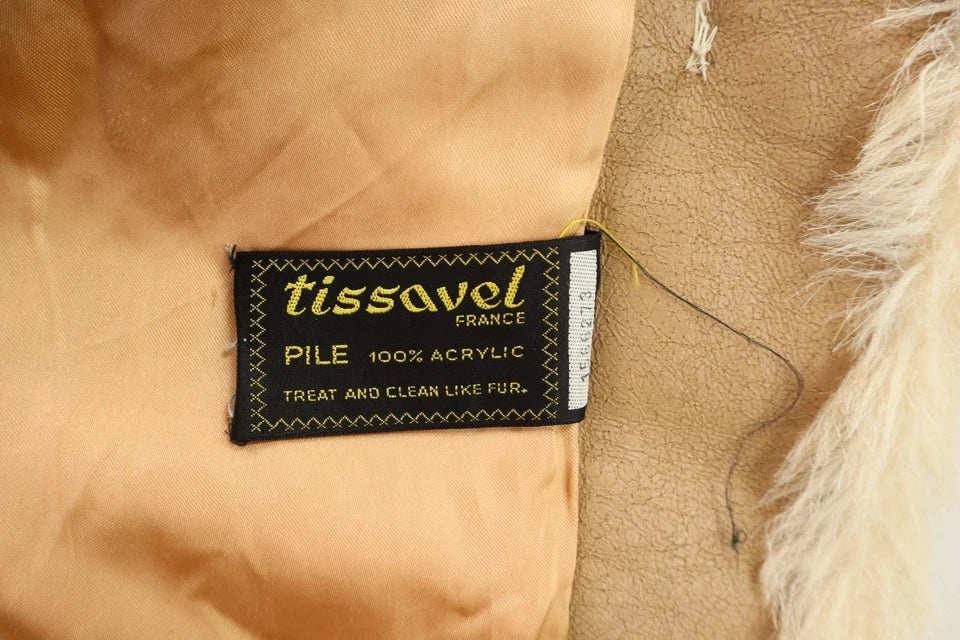 tissavel
FRANCE
PILE 100% ACRYLIC
TREAT AND CLEAN LIKE FUR.